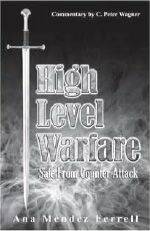 Commentary by C. Peter Wagner
High
Level
Warfare
Safe From Counter Attack
Ana Mendez Ferrell